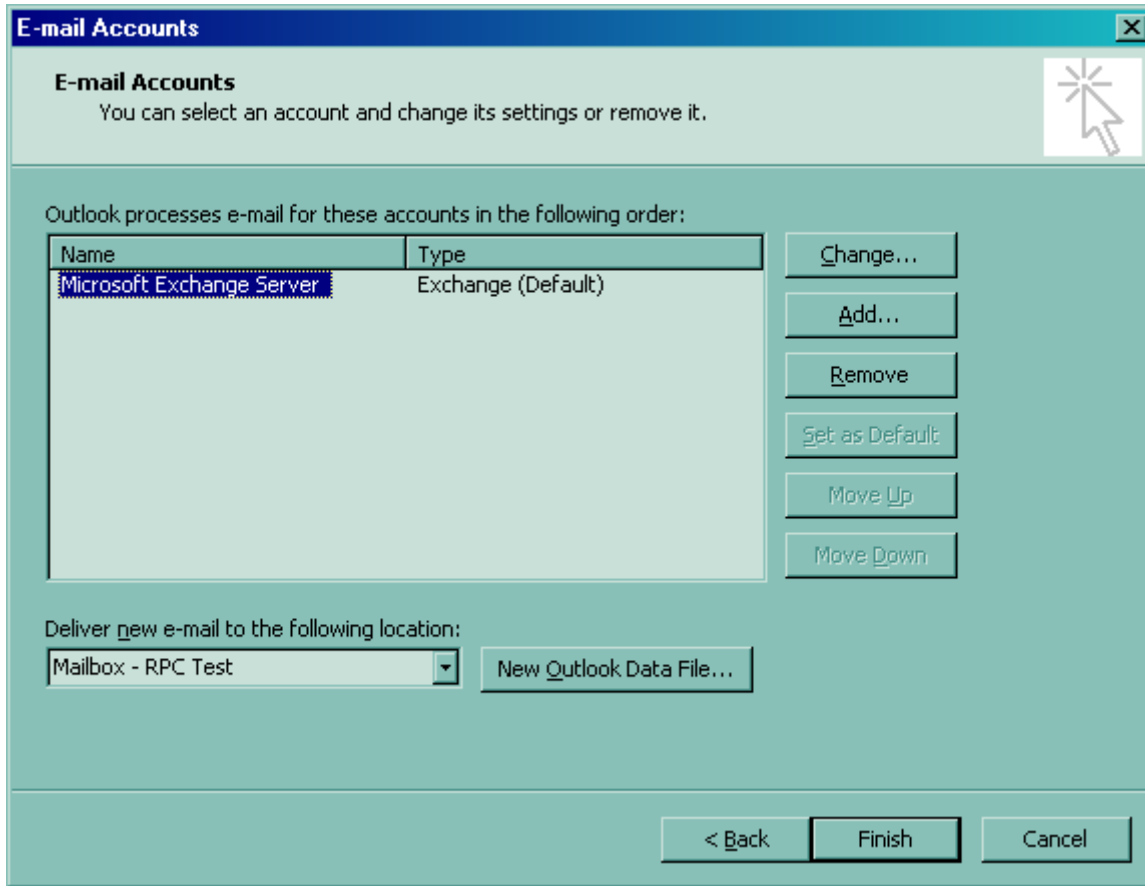 E-mail Accounts
E-mail Accounts
You can select an account and change its settings or remove it.
Outlook processes e-mail for these accounts in the following order:
Name Type
Microsoft Exchange Server Exchange (Default)
Change...
Add...
Remove
Set as Default
Move Up
Move Down
Deliver new e-mail to the following location:
Mailbox - RPC Test New Outlook Data File...
< Back Finish Cancel